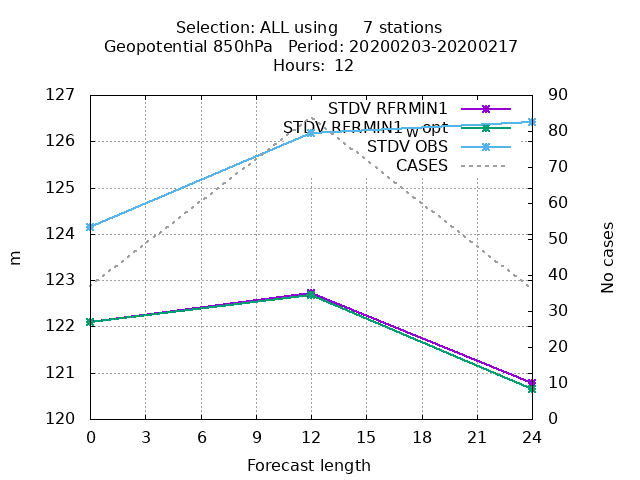 Selection: ALL using 7 stations
Geopotential 850hPa Period: 20200203-20200217
Hours: 12
127
126
125
124
123
122
121
120
m
90
80
70
60
50
40
30
20
10
0
No cases
STDV RFRMIN1
STDV RFRMIN1_w_opt
STDV OBS
CASES
0 3 6 9 12 15 18 21 24
Forecast length